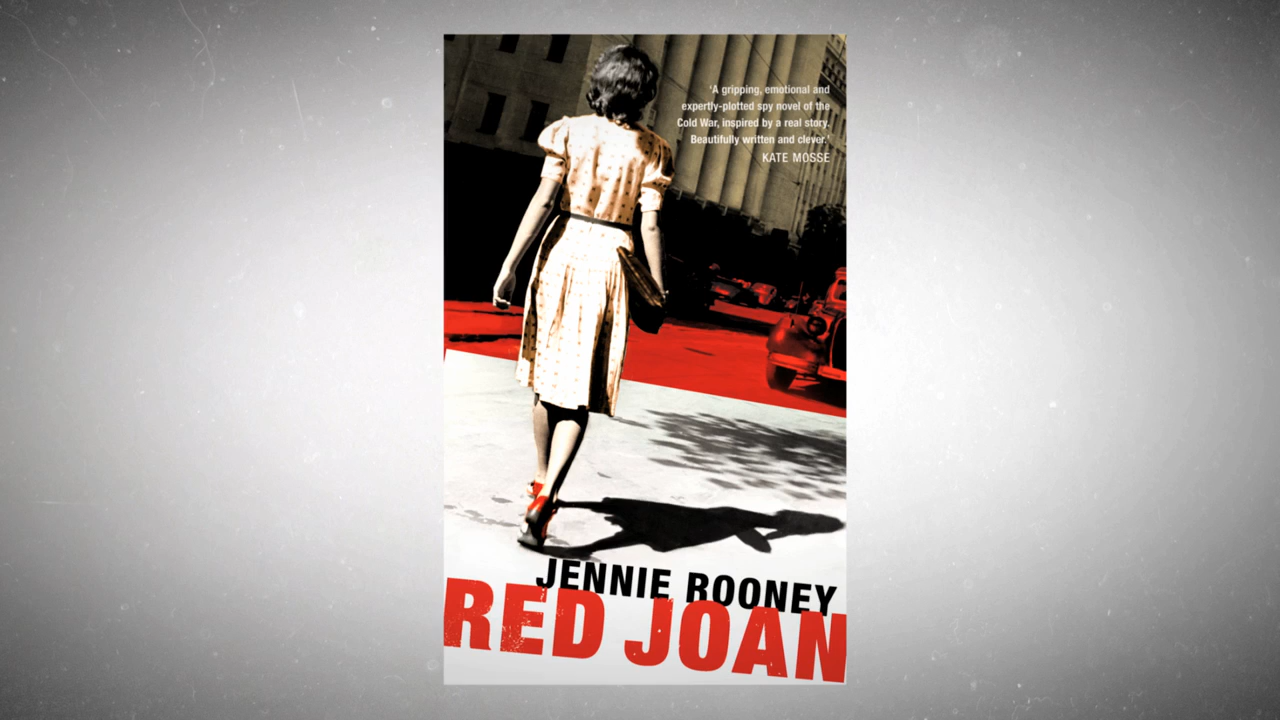 'A gripping, emotional and
expertly-plotted spy novel of the
Cold War, inspired by a real story.
Beautifully written and clever.'
KATE MOSSE
JENNIE ROONEY
RED JOAN